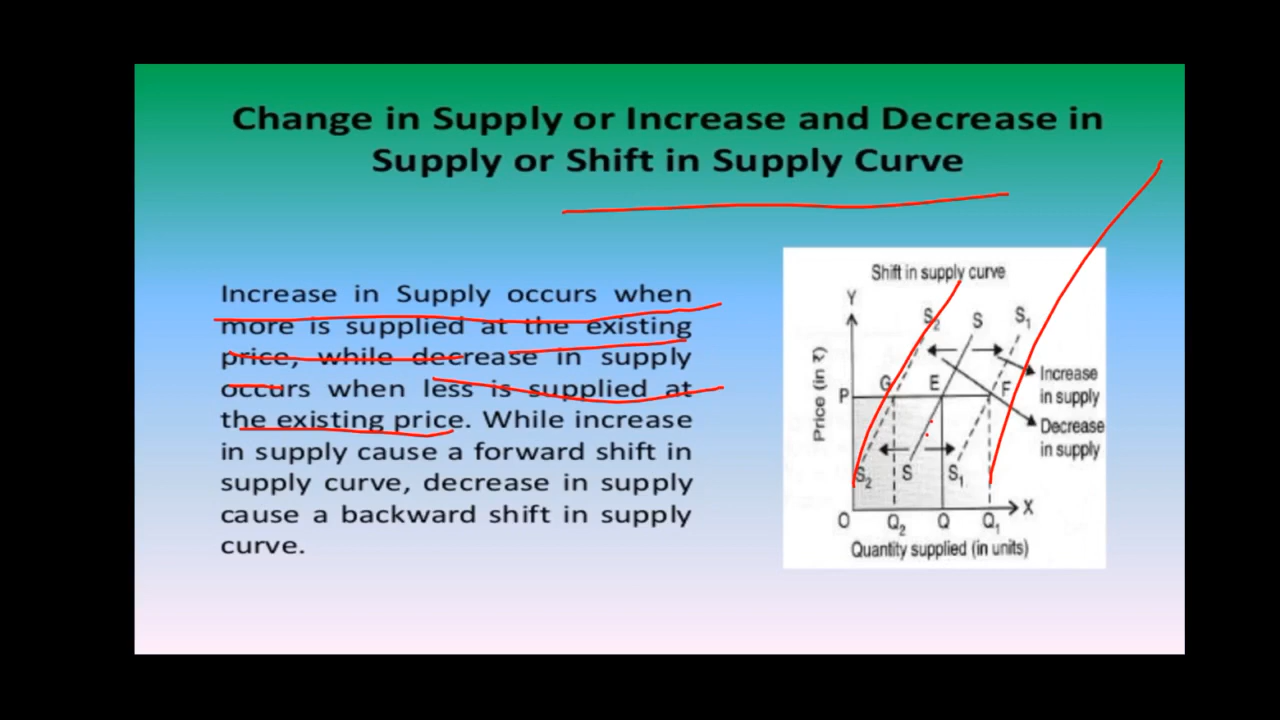 Change in Supply or Increase and Decrease in
Supply or Shift in Supply Curve
Increase in Supply occurs when
more is supplied at the existing
price, while decrease in supply
occurs when less is supplied at
the existing price. While increase
in supply cause a forward shift in
supply curve, decrease in supply
cause a backward shift in supply
curve.
Shift in supply curve
Y
S2 S S1
Price (in ₹)
P G E F
Increase
in supply
Decrease
in supply
S2 S S1
O Q2 Q Q1 X
Quantity supplied (in units)